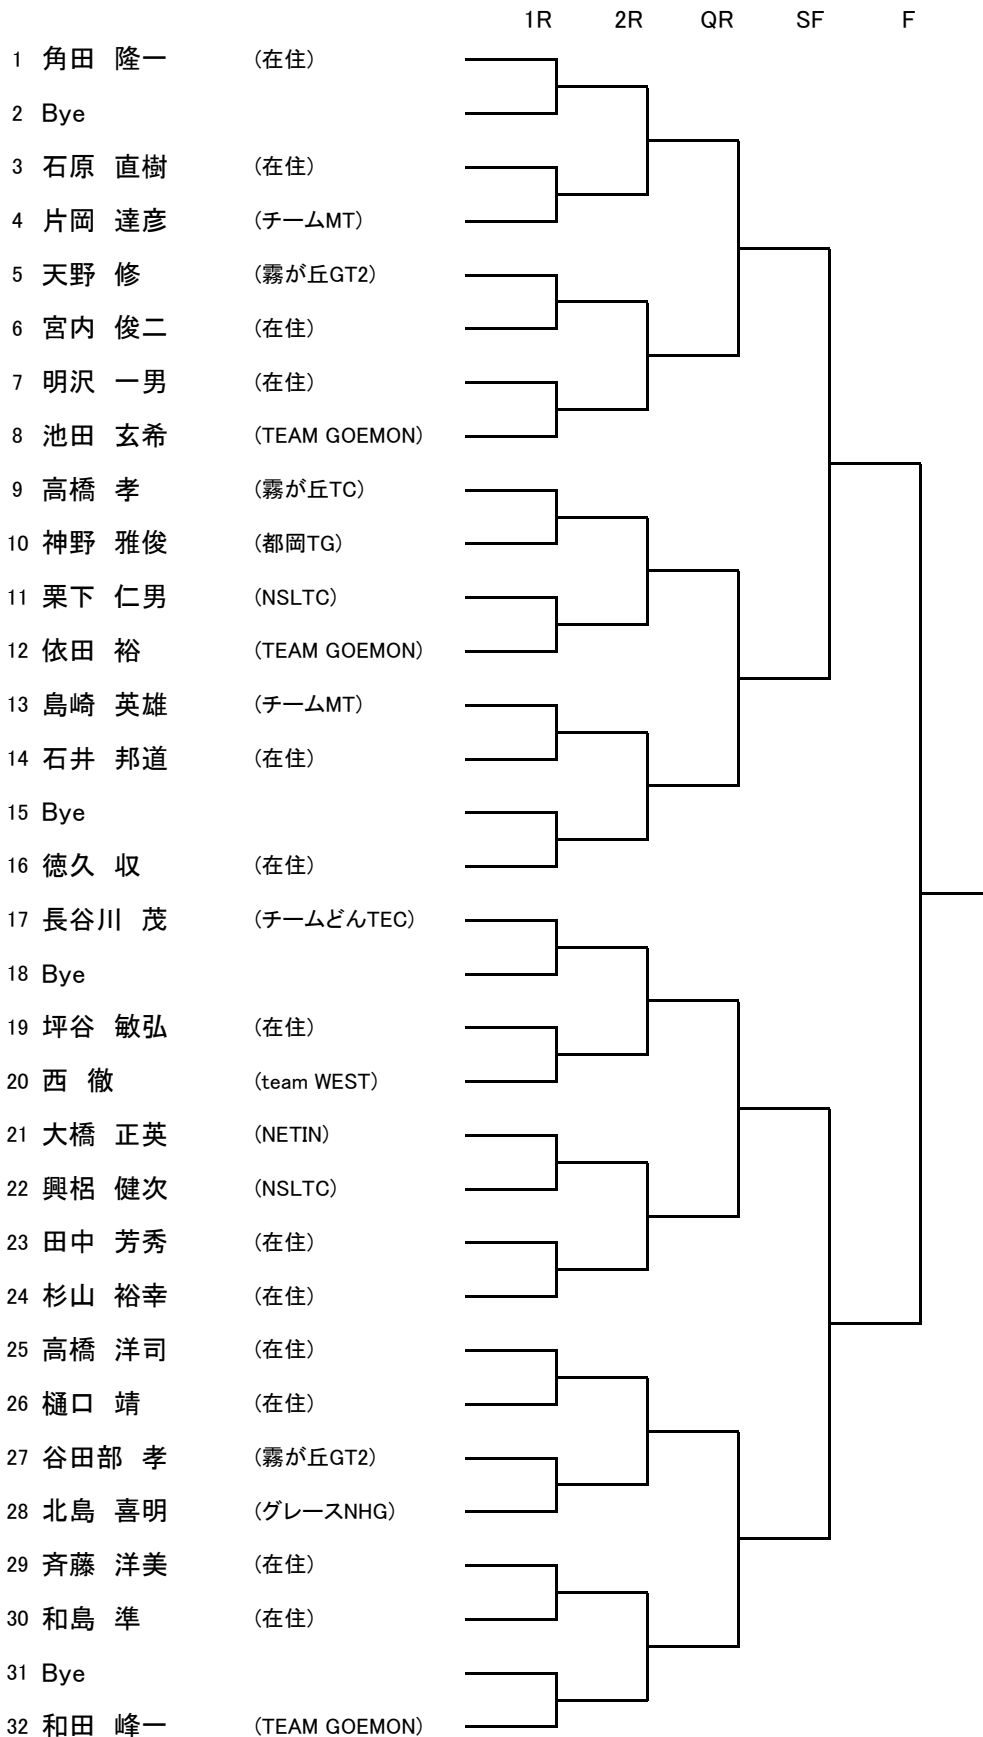 1R 2R QR SF F
1 角田 隆一 (在住)
2 Bye
3 石原 直樹 (在住)
4 片岡 達彦 (チームMT)
5 天野 修 (霧が丘GT2)
6 宮内 俊二 (在住)
7 明沢 一男 (在住)
8 池田 玄希 (TEAM GOEMON)
9 高橋 孝 (霧が丘TC)
10 神野 雅俊 (都岡TG)
11 栗下 仁男 (NSLTC)
12 依田 裕 (TEAM GOEMON)
13 島崎 英雄 (チームMT)
14 石井 邦道 (在住)
15 Bye
16 徳久 収 (在住)
17 長谷川 茂 (チームどんTEC)
18 Bye
19 坪谷 敏弘 (在住)
20 西 徹 (team WEST)
21 大橋 正英 (NETIN)
22 興梠 健次 (NSLTC)
23 田中 芳秀 (在住)
24 杉山 裕幸 (在住)
25 高橋 洋司 (在住)
26 樋口 靖 (在住)
27 谷田部 孝 (霧が丘GT2)
28 北島 喜明 (グレースNHG)
29 斉藤 洋美 (在住)
30 和島 準 (在住)
31 Bye
32 和田 峰一 (TEAM GOEMON)